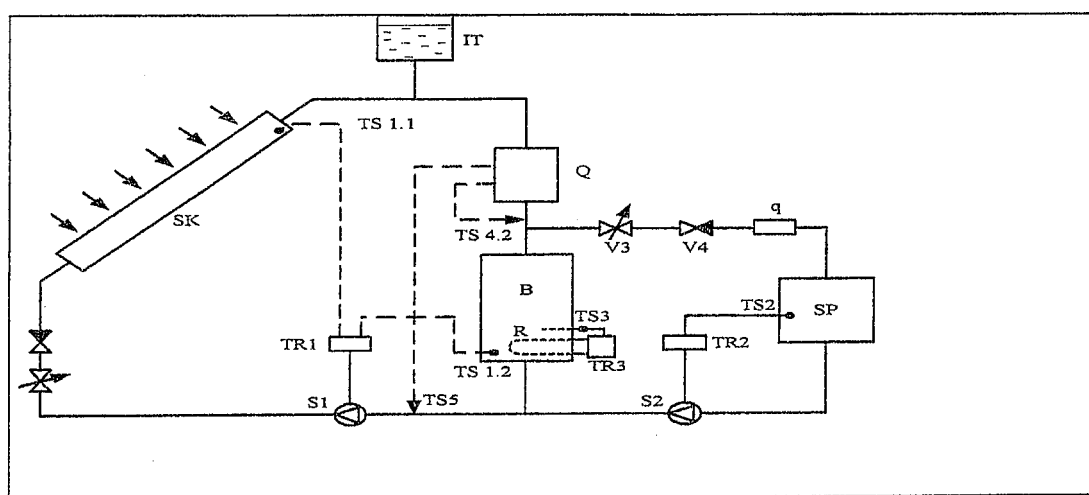 IT
TS 1.1
Q
SK
q
TS 4.2
V3
V4
B
TS2
SP
TS3
R
TR1
TR2
TS 1.2
TR3
S1
TS5
S2